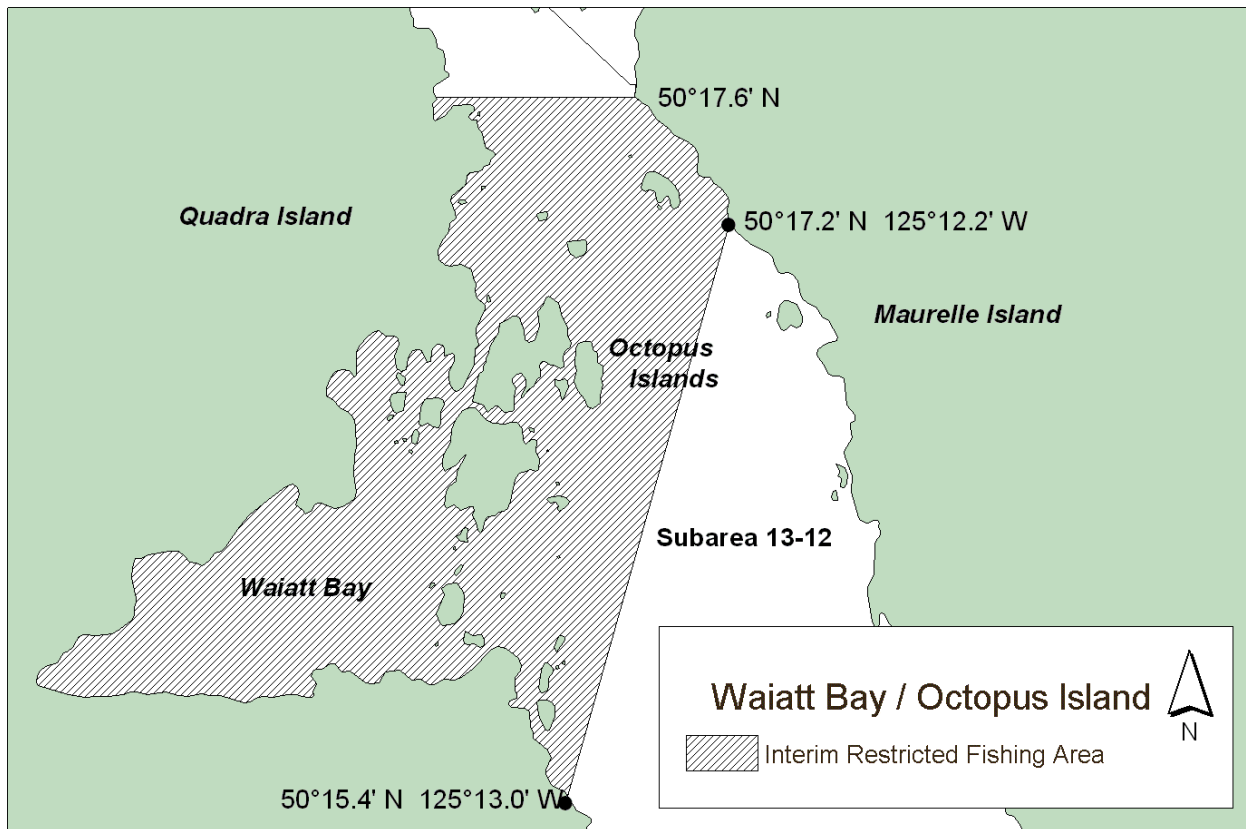 50°17.6' N
Quadra Island
50°17.2' N 125°12.2' W
Maurelle Island
Octopus
Islands
Subarea 13-12
Waiatt Bay
Waiatt Bay / Octopus Island
N
Interim Restricted Fishing Area
50°15.4' N 125°13.0' W